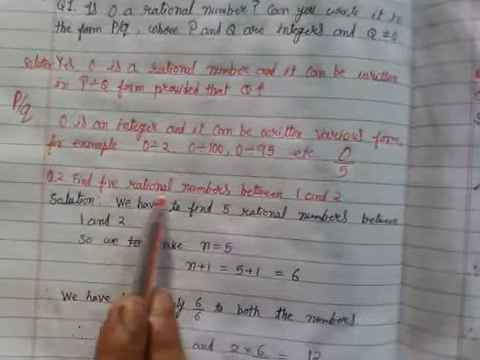 Q1. Is 0 a rational number? Can you write it in
the form P/q, where P and Q are integers and Q ≠ 0
Solution Yes, 0 is a rational number and it can be written
in P÷Q form provided that Q ≠
P/q
0 is an integer and it can be written various form,
for example 0÷2, 0÷100, 0÷95 etc. 0/5
Q.2 Find five rational numbers between 1 and 2
Solution: We have to find 5 rational numbers between
1 and 2
So we n=5
n+1 = 5+1 = 6
∴ We have 6/6 to both the numbers
∴ and 2×6 = 12